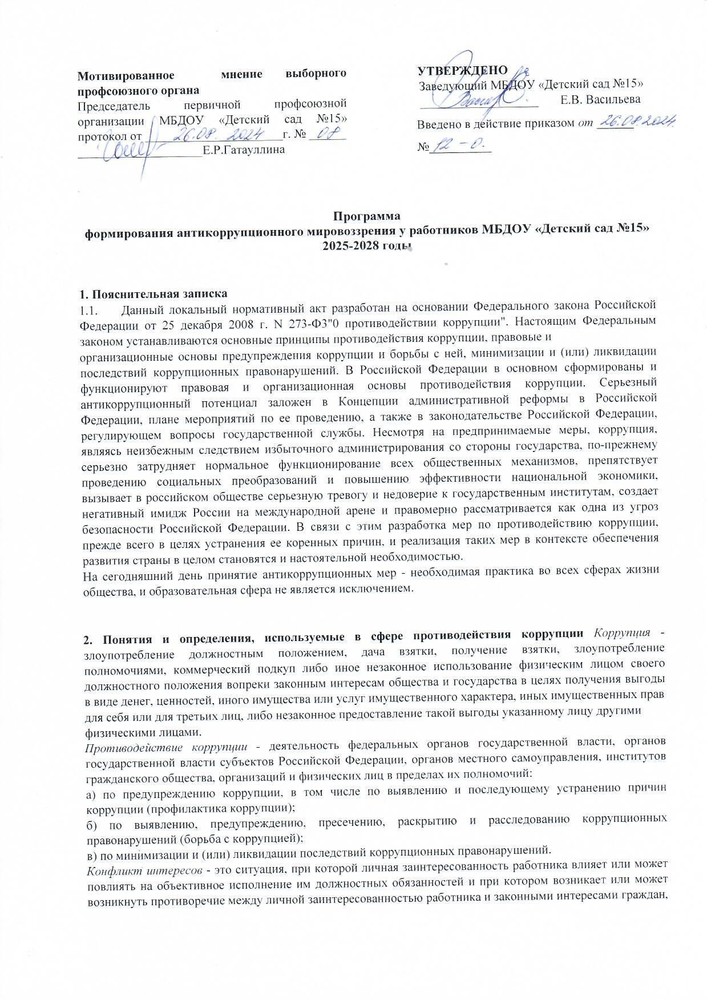 Мотивированное мнение выборного
профсоюзного органа
Председатель первичной профсоюзной
организации МБДОУ «Детский сад №15»
протокол от 26.08. 2024 г. № 08
Е.Р.Гатауллина
УТВЕРЖДЕНО
Заведующий МБДОУ «Детский сад №15»
Е.В. Васильева
Введено в действие приказом от 26.08.2024.
№ 12-о.
Программа
формирования антикоррупционного мировоззрения у работников МБДОУ «Детский сад №15»
2025-2028 годы
1. Пояснительная записка
1.1. Данный локальный нормативный акт разработан на основании Федерального закона Российской
Федерации от 25 декабря 2008 г. N 273-ФЗ"0 противодействии коррупции". Настоящим Федеральным
законом устанавливаются основные принципы противодействия коррупции, правовые и
организационные основы предупреждения коррупции и борьбы с ней, минимизации и (или) ликвидации
последствий коррупционных правонарушений. В Российской Федерации в основном сформированы и
функционируют правовая и организационная основы противодействия коррупции. Серьезный
антикоррупционный потенциал заложен в Концепции административной реформы в Российской
Федерации, плане мероприятий по ее проведению, а также в законодательстве Российской Федерации,
регулирующем вопросы государственной службы. Несмотря на предпринимаемые меры, коррупция,
являясь неизбежным следствием избыточного администрирования со стороны государства, по-прежнему
серьезно затрудняет нормальное функционирование всех общественных механизмов, препятствует
проведению социальных преобразований и повышению эффективности национальной экономики,
вызывает в российском обществе серьезную тревогу и недоверие к государственным институтам, создает
негативный имидж России на международной арене и правомерно рассматривается как одна из угроз
безопасности Российской Федерации. В связи с этим разработка мер по противодействию коррупции,
прежде всего в целях устранения ее коренных причин, и реализация таких мер в контексте обеспечения
развития страны в целом становятся и настоятельной необходимостью.
На сегодняшний день принятие антикоррупционных мер - необходимая практика во всех сферах жизни
общества, и образовательная сфера не является исключением.
2. Понятия и определения, используемые в сфере противодействия коррупции Коррупция -
злоупотребление должностным положением, дача взятки, получение взятки, злоупотребление
полномочиями, коммерческий подкуп либо иное незаконное использование физическим лицом своего
должностного положения вопреки законным интересам общества и государства в целях получения выгоды
в виде денег, ценностей, иного имущества или услуг имущественного характера, иных имущественных прав
для себя или для третьих лиц, либо незаконное предоставление такой выгоды указанному лицу другими
физическими лицами.
Противодействие коррупции - деятельность федеральных органов государственной власти, органов
государственной власти субъектов Российской Федерации, органов местного самоуправления, институтов
гражданского общества, организаций и физических лиц в пределах их полномочий:
а) по предупреждению коррупции, в том числе по выявлению и последующему устранению причин
коррупции (профилактика коррупции);
б) по выявлению, предупреждению, пресечению, раскрытию и расследованию коррупционных
правонарушений (борьба с коррупцией);
в) по минимизации и (или) ликвидации последствий коррупционных правонарушений.
Конфликт интересов - это ситуация, при которой личная заинтересованность работника влияет или может
повлиять на объективное исполнение им должностных обязанностей и при котором возникает или может
возникнуть противоречие между личной заинтересованностью работника и законными интересами граждан,